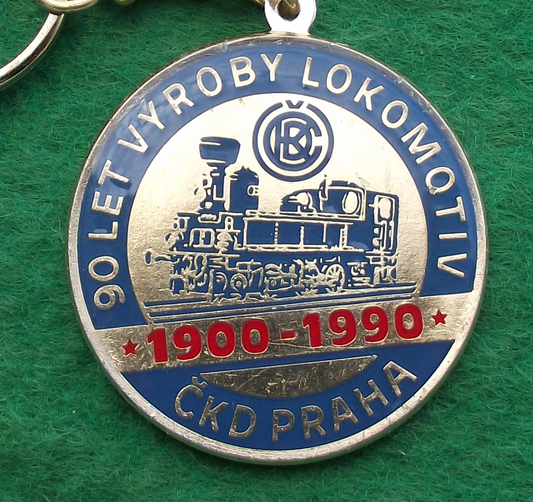 90 LET VÝROBY LOKOMOTIV
ČKD
1900-1990
ČKD PRAHA